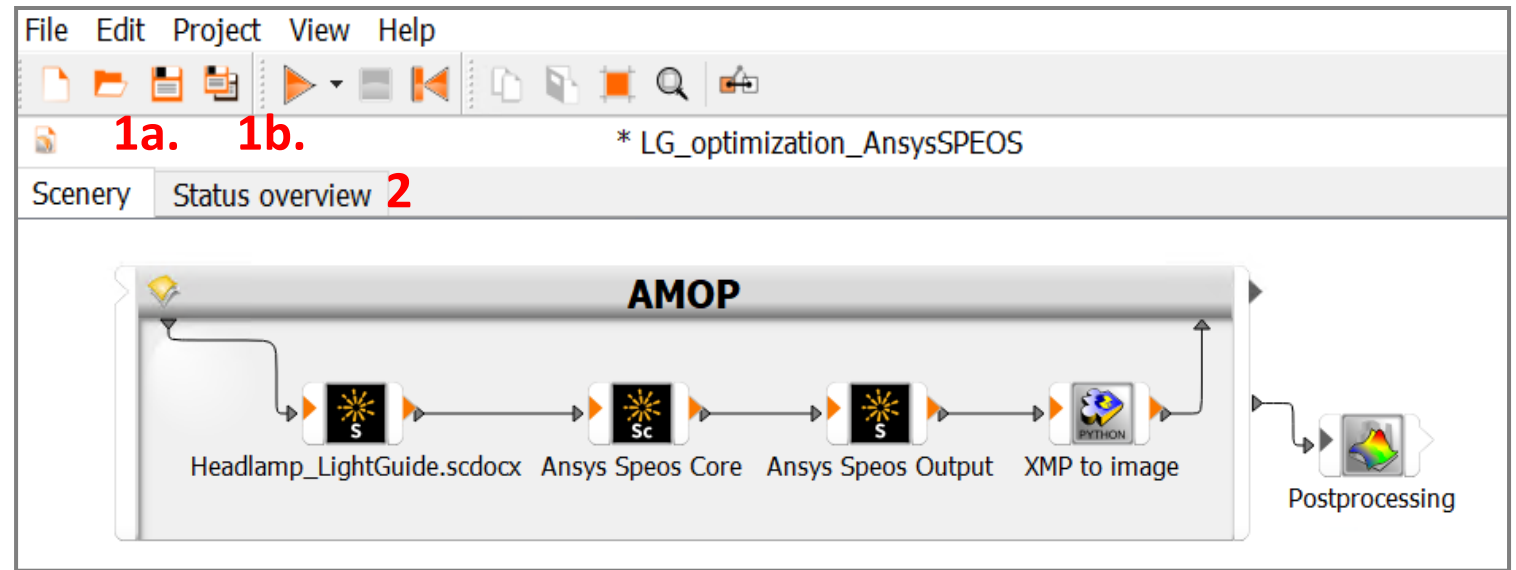 File Edit Project View Help
1a. 1b.
* LG_optimization_AnsysSPEOS
Scenery Status overview 2
AMOP
S
Sc
S
PYTHON
Headlamp_LightGuide.scdocx Ansys Speos Core Ansys Speos Output XMP to image
Postprocessing